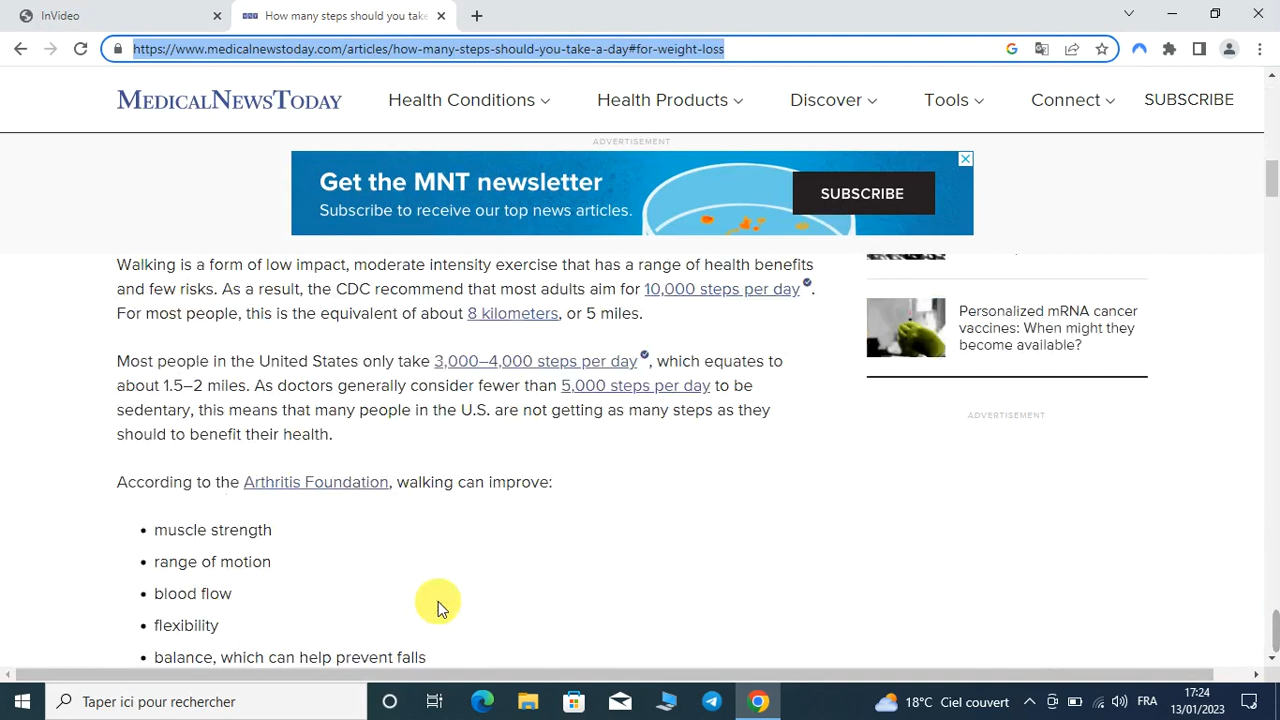 InVideo
How many steps should you take
https://www.medicalnewstoday.com/articles/how-many-steps-should-you-take-a-day#for-weight-loss
MEDICALNEWSTODAY
Health Conditions
Health Products
Discover
Tools
Connect
SUBSCRIBE
ADVERTISEMENT
Get the MNT newsletter
Subscribe to receive our top news articles.
SUBSCRIBE
Walking is a form of low impact, moderate intensity exercise that has a range of health benefits
and few risks. As a result, the CDC recommend that most adults aim for 10,000 steps per day.
For most people, this is the equivalent of about 8 kilometers, or 5 miles.
Most people in the United States only take 3,000–4,000 steps per day, which equates to
about 1.5–2 miles. As doctors generally consider fewer than 5,000 steps per day to be
sedentary, this means that many people in the U.S. are not getting as many steps as they
should to benefit their health.
According to the Arthritis Foundation, walking can improve:
• muscle strength
• range of motion
• blood flow
• flexibility
• balance, which can help prevent falls
Personalized mRNA cancer
vaccines: When might they
become available?
ADVERTISEMENT
Taper ici pour rechercher
18°C Ciel couvert
FRA
17:24
13/01/2023